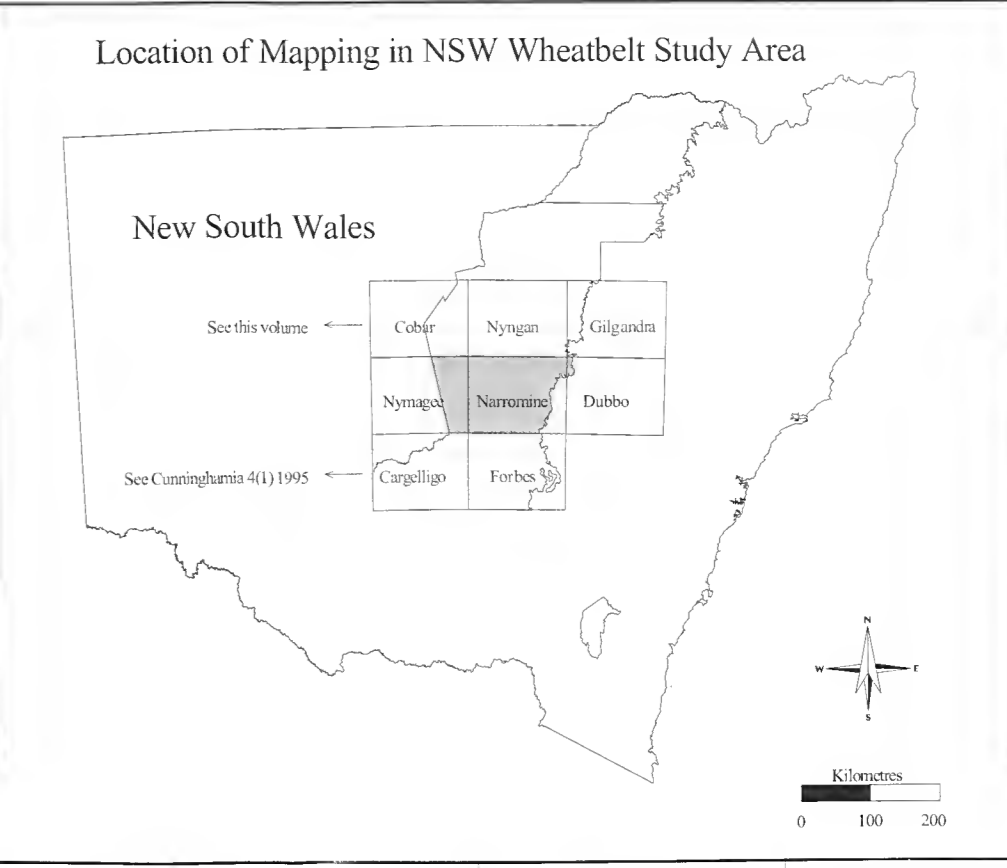 Location of Mapping in NSW Wheatbelt Study Area
New South Wales
See this volume
Cobar
Nyngan
Gilgandra
Nymagee
Narromine
Dubbo
See Cunninghamia 4(1) 1995
Cargelligo
Forbes
N
W
E
S
Kilometres
0 100 200